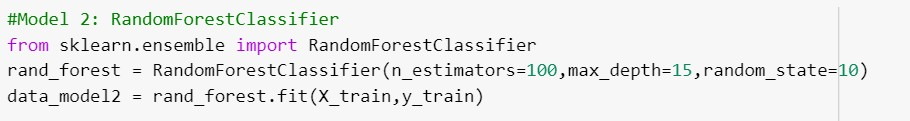 #Model 2: RandomForestClassifier
from sklearn.ensemble import RandomForestClassifier
rand_forest = RandomForestClassifier(n_estimators=100,max_depth=15,random_state=10)
data_model2 = rand_forest.fit(X_train,y_train)